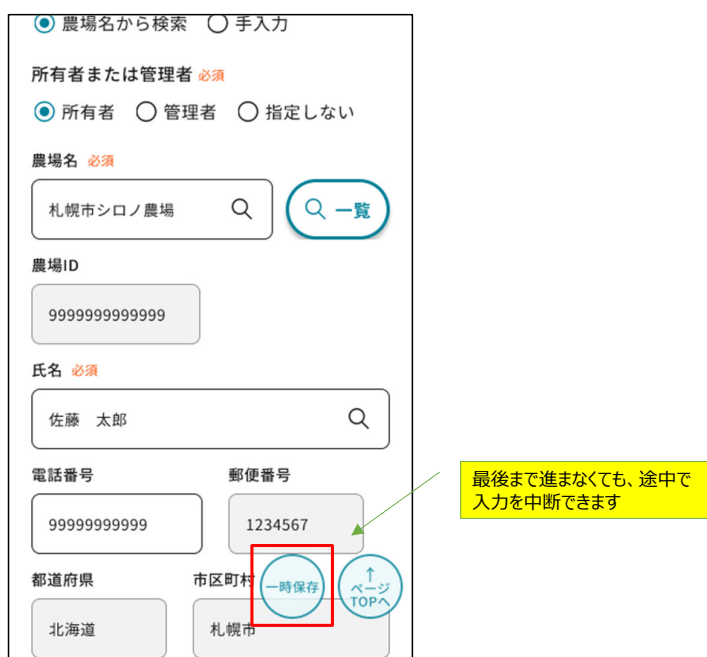 農場名から検索 手入力
所有者または管理者 必須
所有者 管理者 指定しない
農場名 必須
札幌市シロノ農場
一覧
農場ID
9999999999999
氏名 必須
佐藤　太郎
電話番号 郵便番号
99999999999 1234567
最後まで進まなくても、途中で
入力を中断できます
都道府県 市区町村
一時保存
↑
ページ
TOPへ
北海道 札幌市